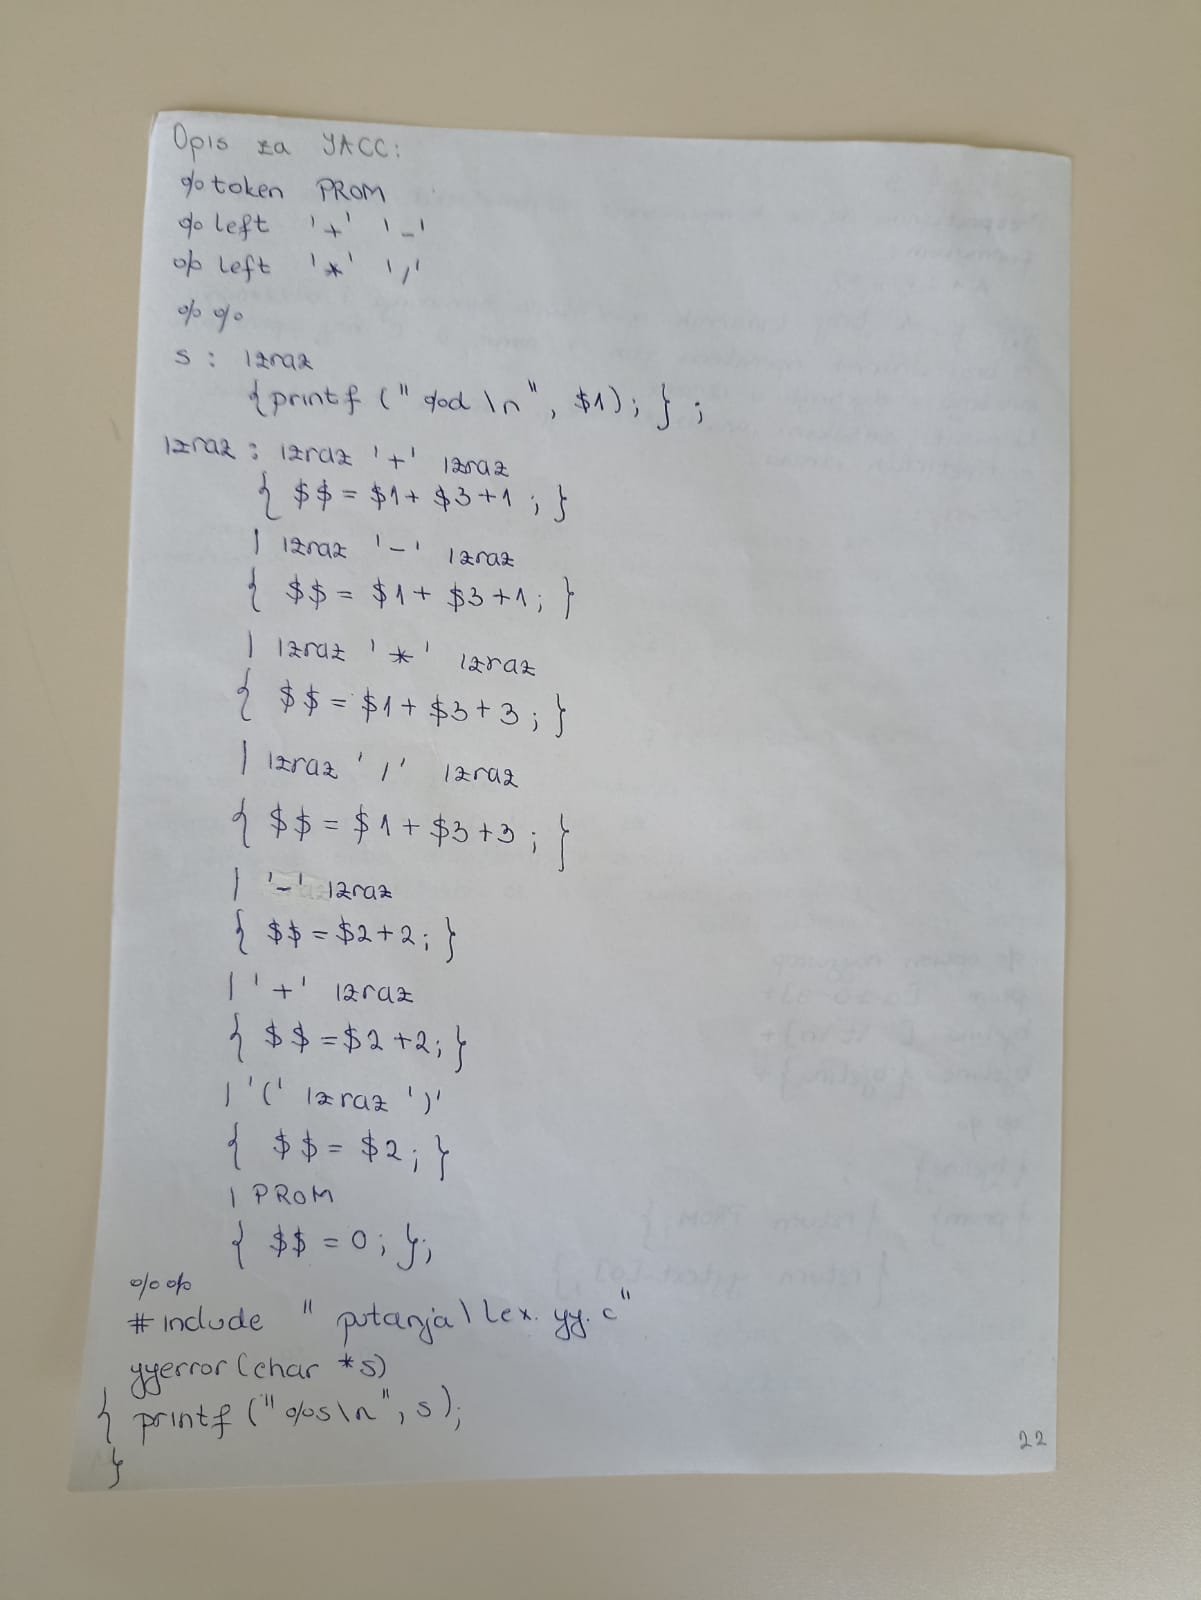 Opis za YACC:
% token PROM
% left '+' '-'
% left '*' '/'
% %
s : izraz
{printf (" %d \n", $1); } ;
izraz : izraz '+' izraz
{ $$ = $1 + $3 + 1 ; }
| izraz '-' izraz
{ $$ = $1 + $3 + 1 ; }
| izraz '*' izraz
{ $$ = $1 + $3 + 3 ; }
| izraz '/' izraz
{ $$ = $1 + $3 + 3 ; }
| '-' izraz
{ $$ = $2 + 2 ; }
| '+' izraz
{ $$ = $2 + 2 ; }
| '(' izraz ')'
{ $$ = $2 ; }
| PROM
{ $$ = 0 ; };
% %
# include " putanja \ lex. yy. c"
yyerror (char *s)
{ printf (" %s\n", s);
}
22